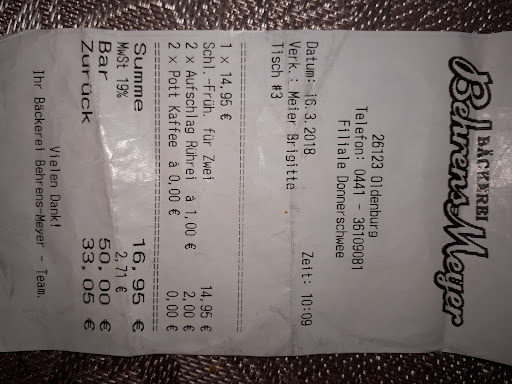 BÄCKEREI
Behrens Meyer
26123 Oldenburg
Telefon: 0441 - 36109081
Filiale Donnerschwee
Datum: 16.3.2018 Zeit: 10:09
Verk.: Meier Brigitte
Tisch #3
1 x 14,95 € 14,95 €
Schl.-Früh. für Zwei
2 x Aufschlag Rührei à 1,00 € 2,00 €
2 x Pott Kaffee à 0,00 € 0,00 €
Summe 16,95 €
MwSt 19% 2,71 €
Bar 50,00 €
Zurück 33,05 €
Vielen Dank!
Ihr Bäckerei Behrens-Meyer - Team.